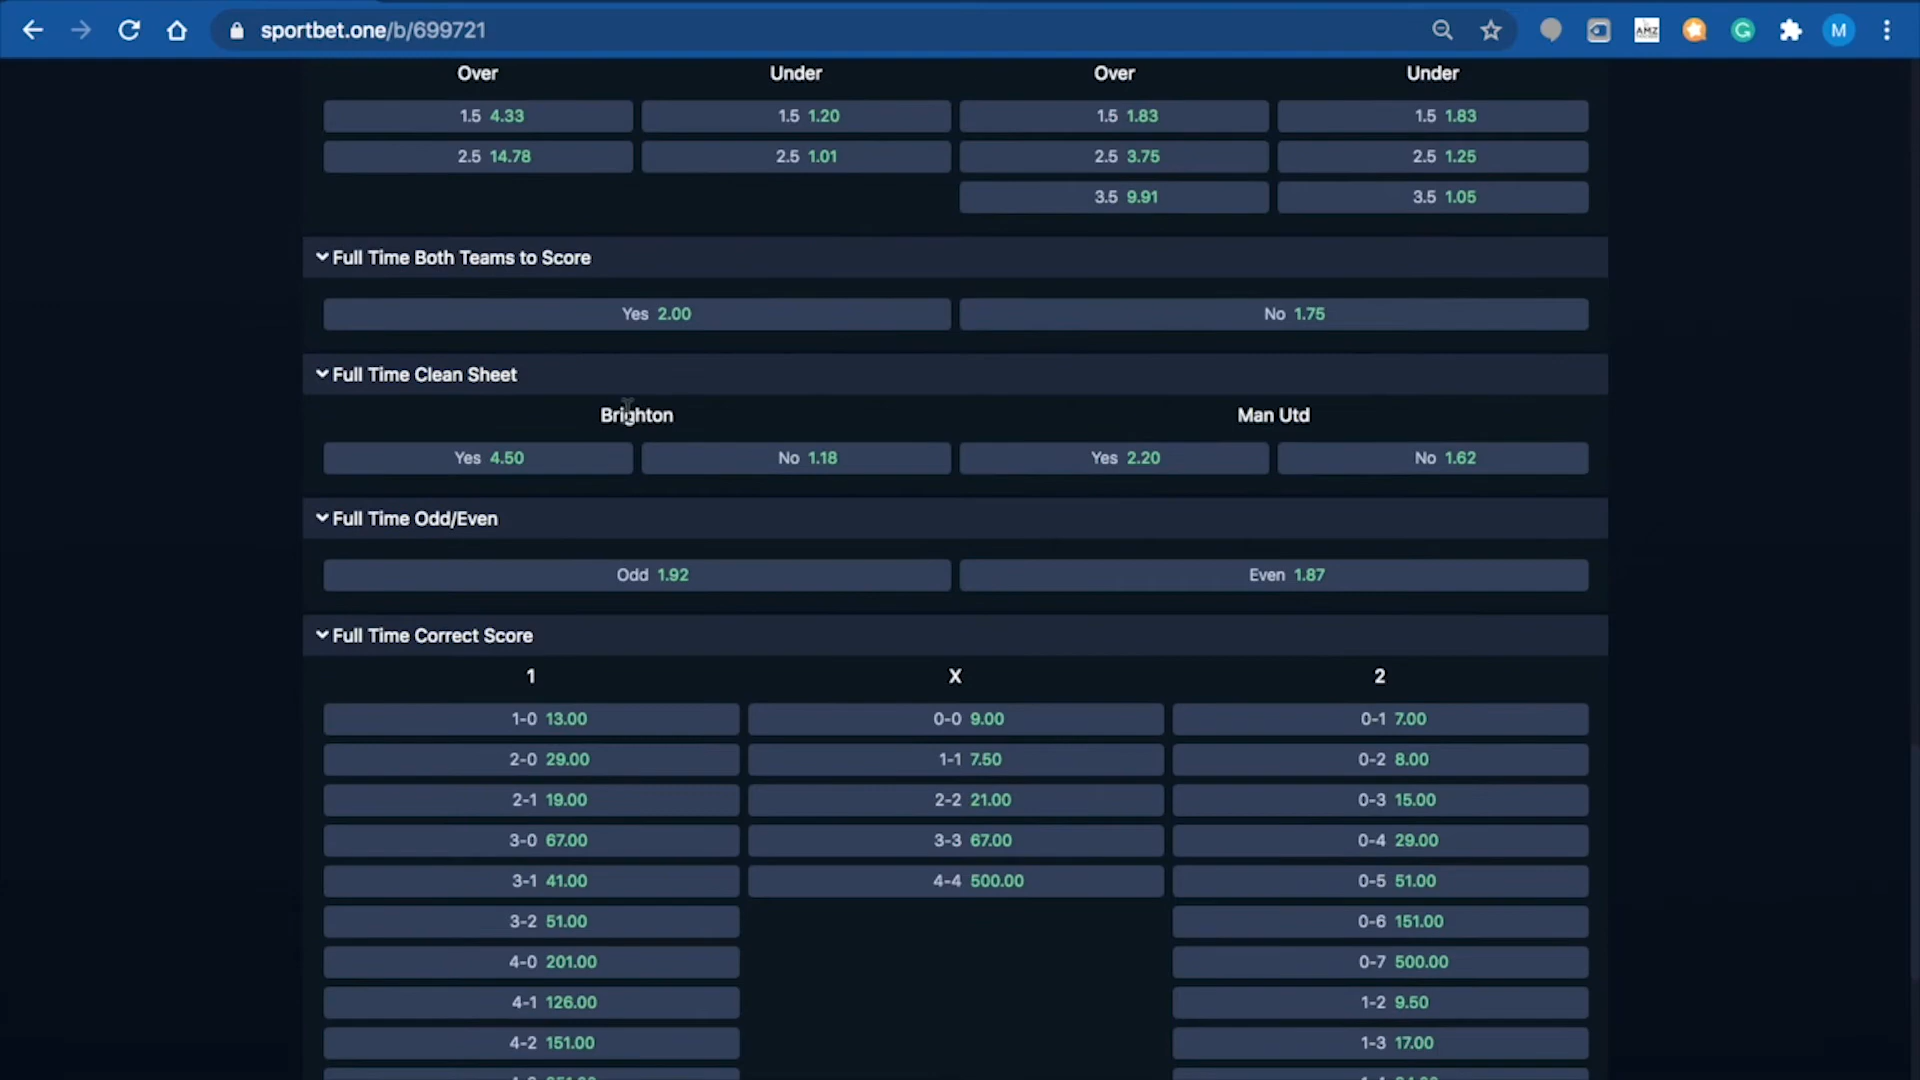 sportbet.one/b/699721
AMZ
G
M
Over Under Over Under
1.5 4.33 1.5 1.20 1.5 1.83 1.5 1.83
2.5 14.78 2.5 1.01 2.5 3.75 2.5 1.25
3.5 9.91 3.5 1.05
Full Time Both Teams to Score
Yes 2.00 No 1.75
Full Time Clean Sheet
Brighton Man Utd
Yes 4.50 No 1.18 Yes 2.20 No 1.62
Full Time Odd/Even
Odd 1.92 Even 1.87
Full Time Correct Score
1 X 2
1-0 13.00 0-0 9.00 0-1 7.00
2-0 29.00 1-1 7.50 0-2 8.00
2-1 19.00 2-2 21.00 0-3 15.00
3-0 67.00 3-3 67.00 0-4 29.00
3-1 41.00 4-4 500.00 0-5 51.00
3-2 51.00 0-6 151.00
4-0 201.00 0-7 500.00
4-1 126.00 1-2 9.50
4-2 151.00 1-3 17.00